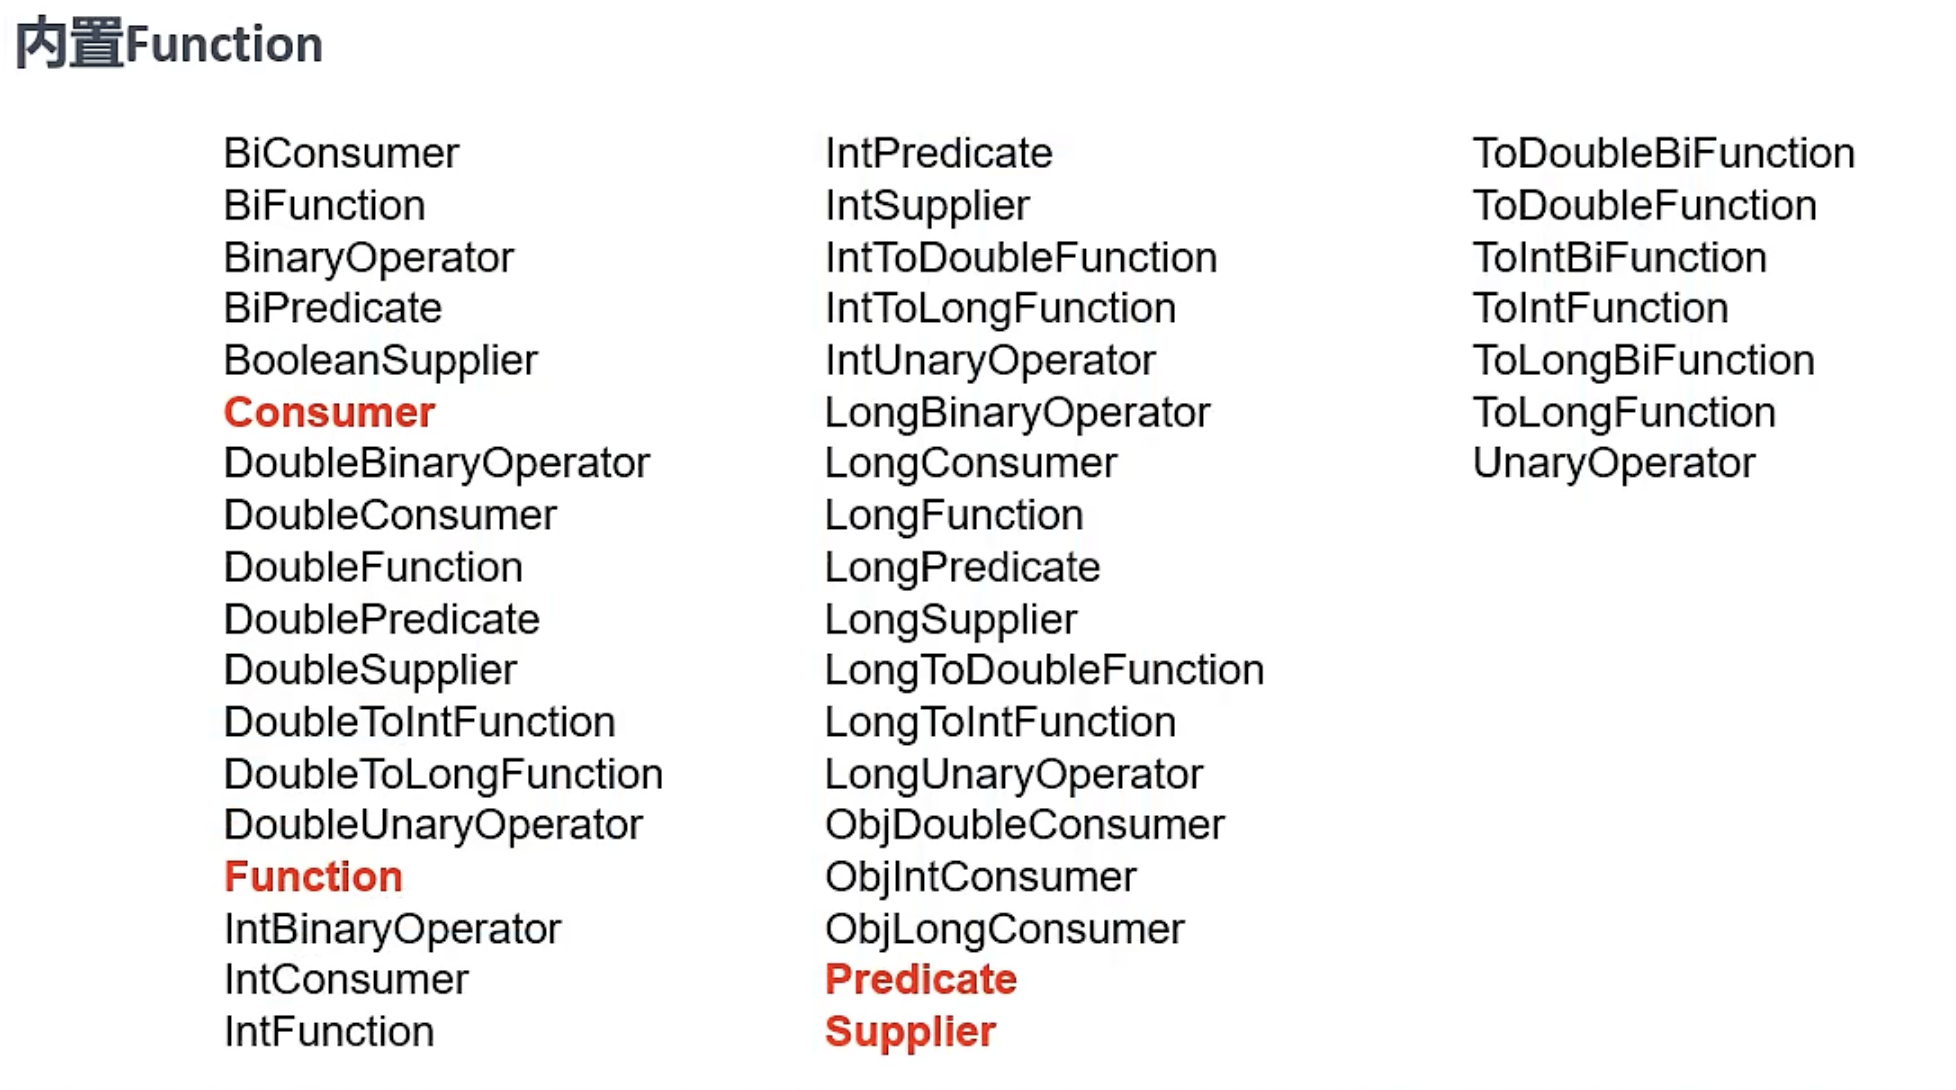 内置Function
BiConsumer
BiFunction
BinaryOperator
BiPredicate
BooleanSupplier
Consumer
DoubleBinaryOperator
DoubleConsumer
DoubleFunction
DoublePredicate
DoubleSupplier
DoubleToIntFunction
DoubleToLongFunction
DoubleUnaryOperator
Function
IntBinaryOperator
IntConsumer
IntFunction
IntPredicate
IntSupplier
IntToDoubleFunction
IntToLongFunction
IntUnaryOperator
LongBinaryOperator
LongConsumer
LongFunction
LongPredicate
LongSupplier
LongToDoubleFunction
LongToIntFunction
LongUnaryOperator
ObjDoubleConsumer
ObjIntConsumer
ObjLongConsumer
Predicate
Supplier
ToDoubleBiFunction
ToDoubleFunction
ToIntBiFunction
ToIntFunction
ToLongBiFunction
ToLongFunction
UnaryOperator